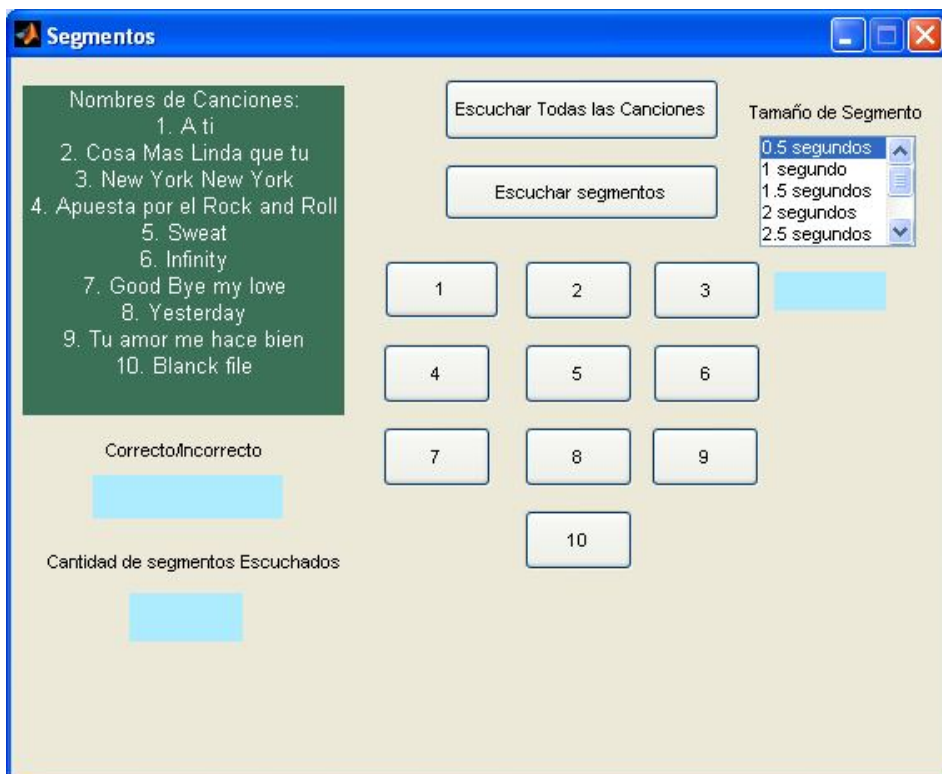 Segmentos
Nombres de Canciones:
1. A ti
2. Cosa Mas Linda que tu
3. New York New York
4. Apuesta por el Rock and Roll
5. Sweat
6. Infinity
7. Good Bye my love
8. Yesterday
9. Tu amor me hace bien
10. Blanck file
Escuchar Todas las Canciones
Escuchar segmentos
Tamaño de Segmento
0.5 segundos
1 segundo
1.5 segundos
2 segundos
2.5 segundos
1
2
3
4
5
6
7
8
9
10
Correcto/Incorrecto
Cantidad de segmentos Escuchados